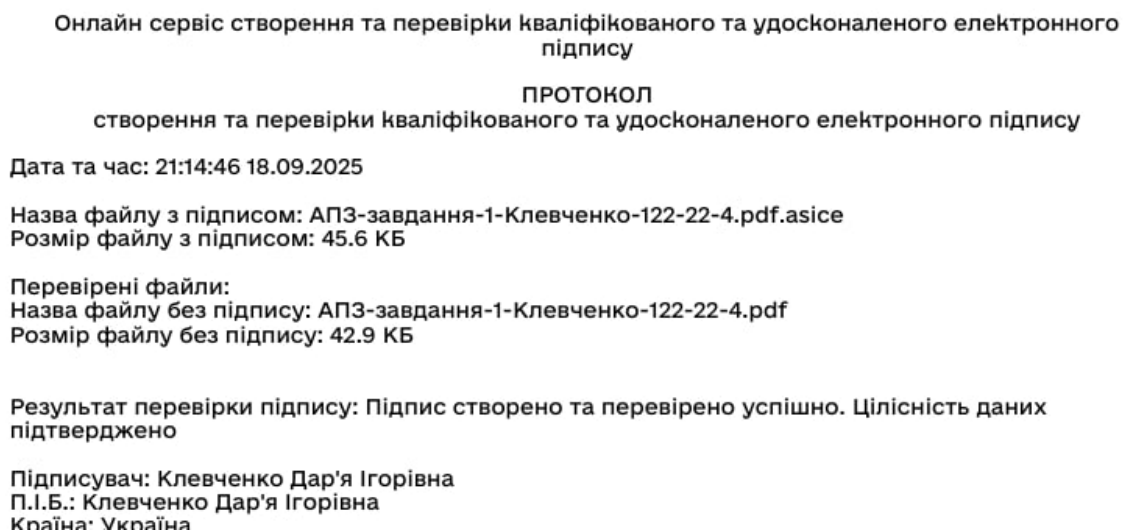 Онлайн сервіс створення та перевірки кваліфікованого та удосконаленого електронного
підпису
ПРОТОКОЛ
створення та перевірки кваліфікованого та удосконаленого електронного підпису
Дата та час: 21:14:46 18.09.2025
Назва файлу з підписом: АПЗ-завдання-1-Клевченко-122-22-4.pdf.asice
Розмір файлу з підписом: 45.6 КБ
Перевірені файли:
Назва файлу без підпису: АПЗ-завдання-1-Клевченко-122-22-4.pdf
Розмір файлу без підпису: 42.9 КБ
Результат перевірки підпису: Підпис створено та перевірено успішно. Цілісність даних
підтверджено
Підписувач: Клевченко Дар'я Ігорівна
П.І.Б.: Клевченко Дар'я Ігорівна
Країна: Україна